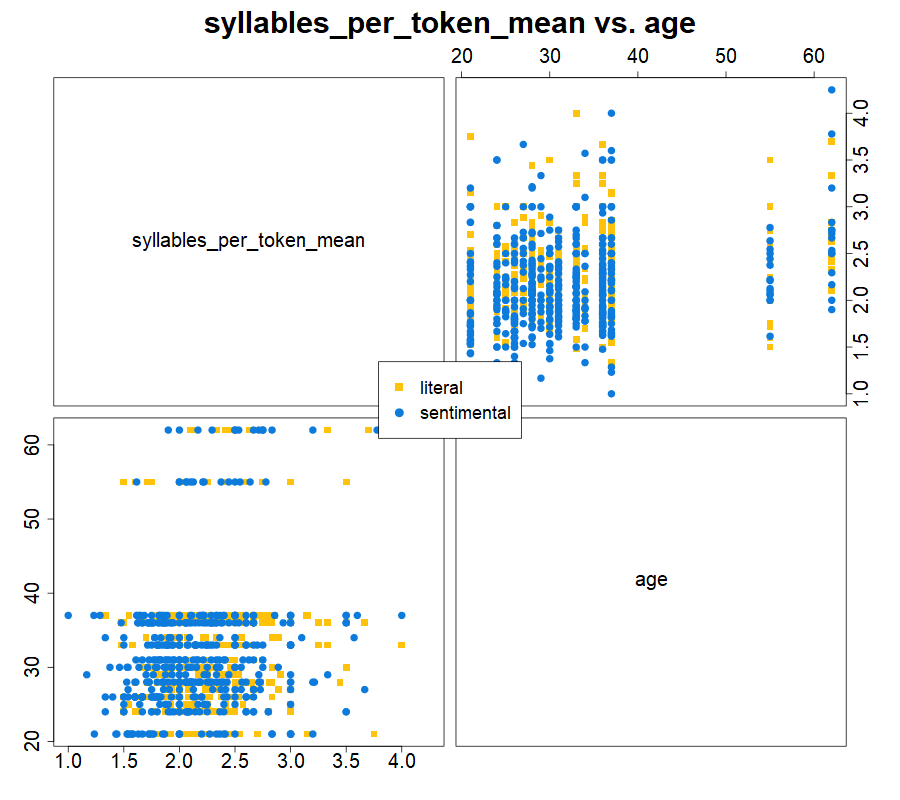 syllables_per_token_mean vs. age
20 30 40 50 60
syllables_per_token_mean
1.0 1.5 2.0 2.5 3.0 3.5 4.0
literal
sentimental
20 30 40 50 60
age
1.0 1.5 2.0 2.5 3.0 3.5 4.0